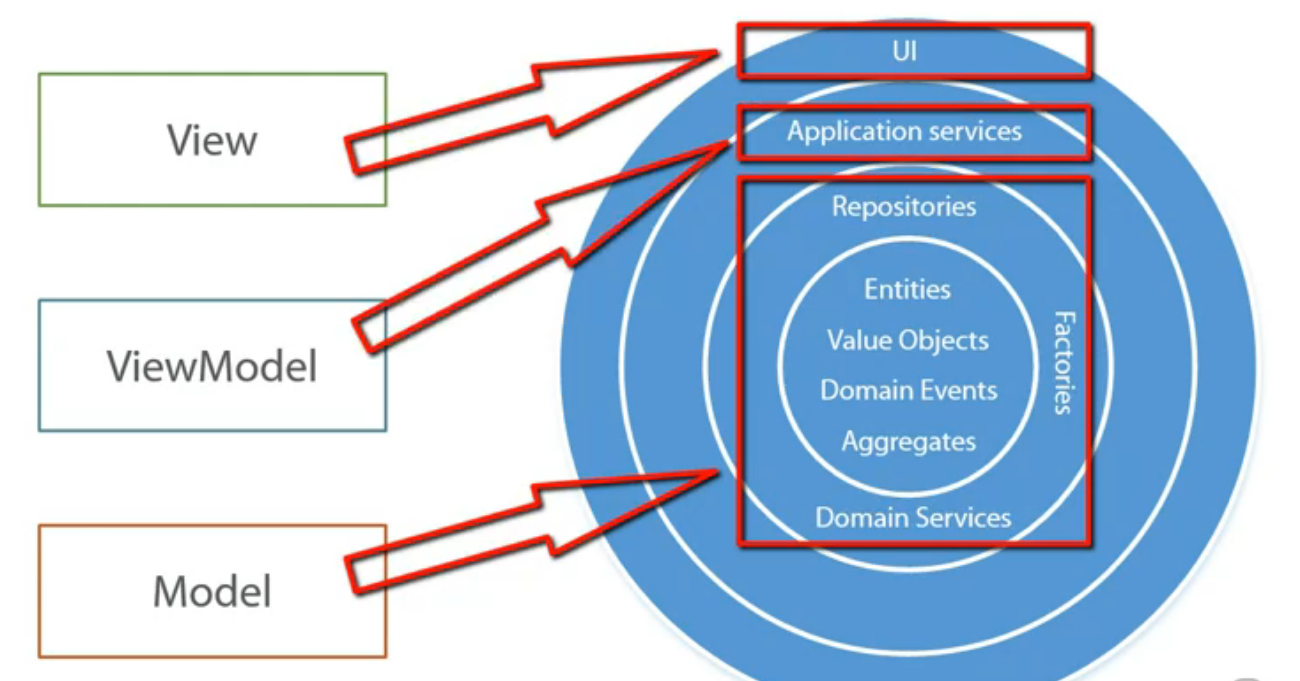 View
ViewModel
Model
UI
Application services
Repositories
Entities
Value Objects
Domain Events
Aggregates
Factories
Domain Services